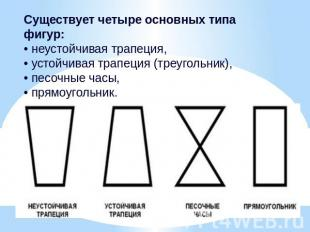 Существует четыре основных типа
фигур:
• неустойчивая трапеция,
• устойчивая трапеция (треугольник),
• песочные часы,
• прямоугольник.
НЕУСТОЙЧИВАЯ
ТРАПЕЦИЯ
УСТОЙЧИВАЯ
ТРАПЕЦИЯ
ПЕСОЧНЫЕ
ЧАСЫ
ПРЯМОУГОЛЬНИК